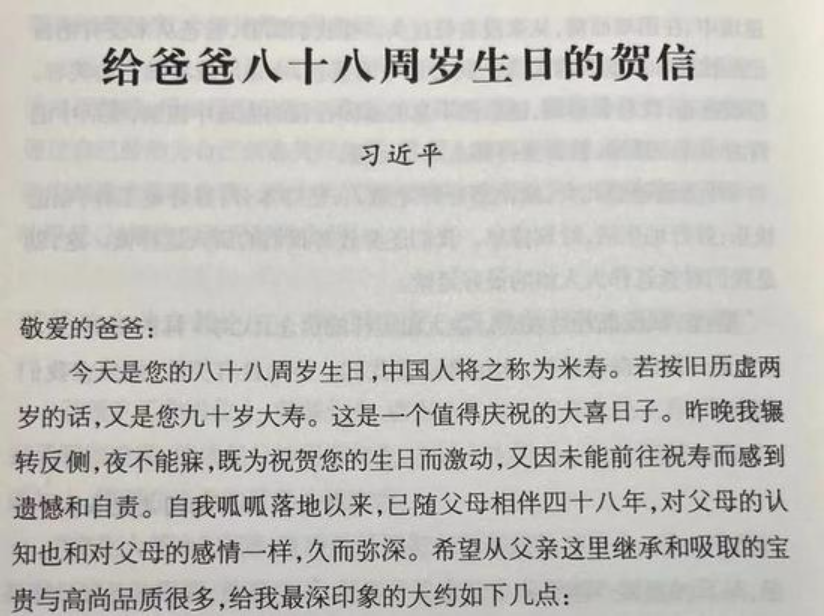 给爸爸八十八周岁生日的贺信
习近平
敬爱的爸爸：
今天是您的八十八周岁生日，中国人将之称为米寿。若按旧历虚两
岁的话，又是您九十岁大寿。这是一个值得庆祝的大喜日子。昨晚我辗
转反侧，夜不能寐，既为祝贺您的生日而激动，又因未能前往祝寿而感到
遗憾和自责。自我呱呱落地以来，已随父母相伴四十八年，对父母的认
知也和对父母的感情一样，久而弥深。希望从父亲这里继承和吸取的宝
贵与高尚品质很多，给我最深印象的大约如下几点：